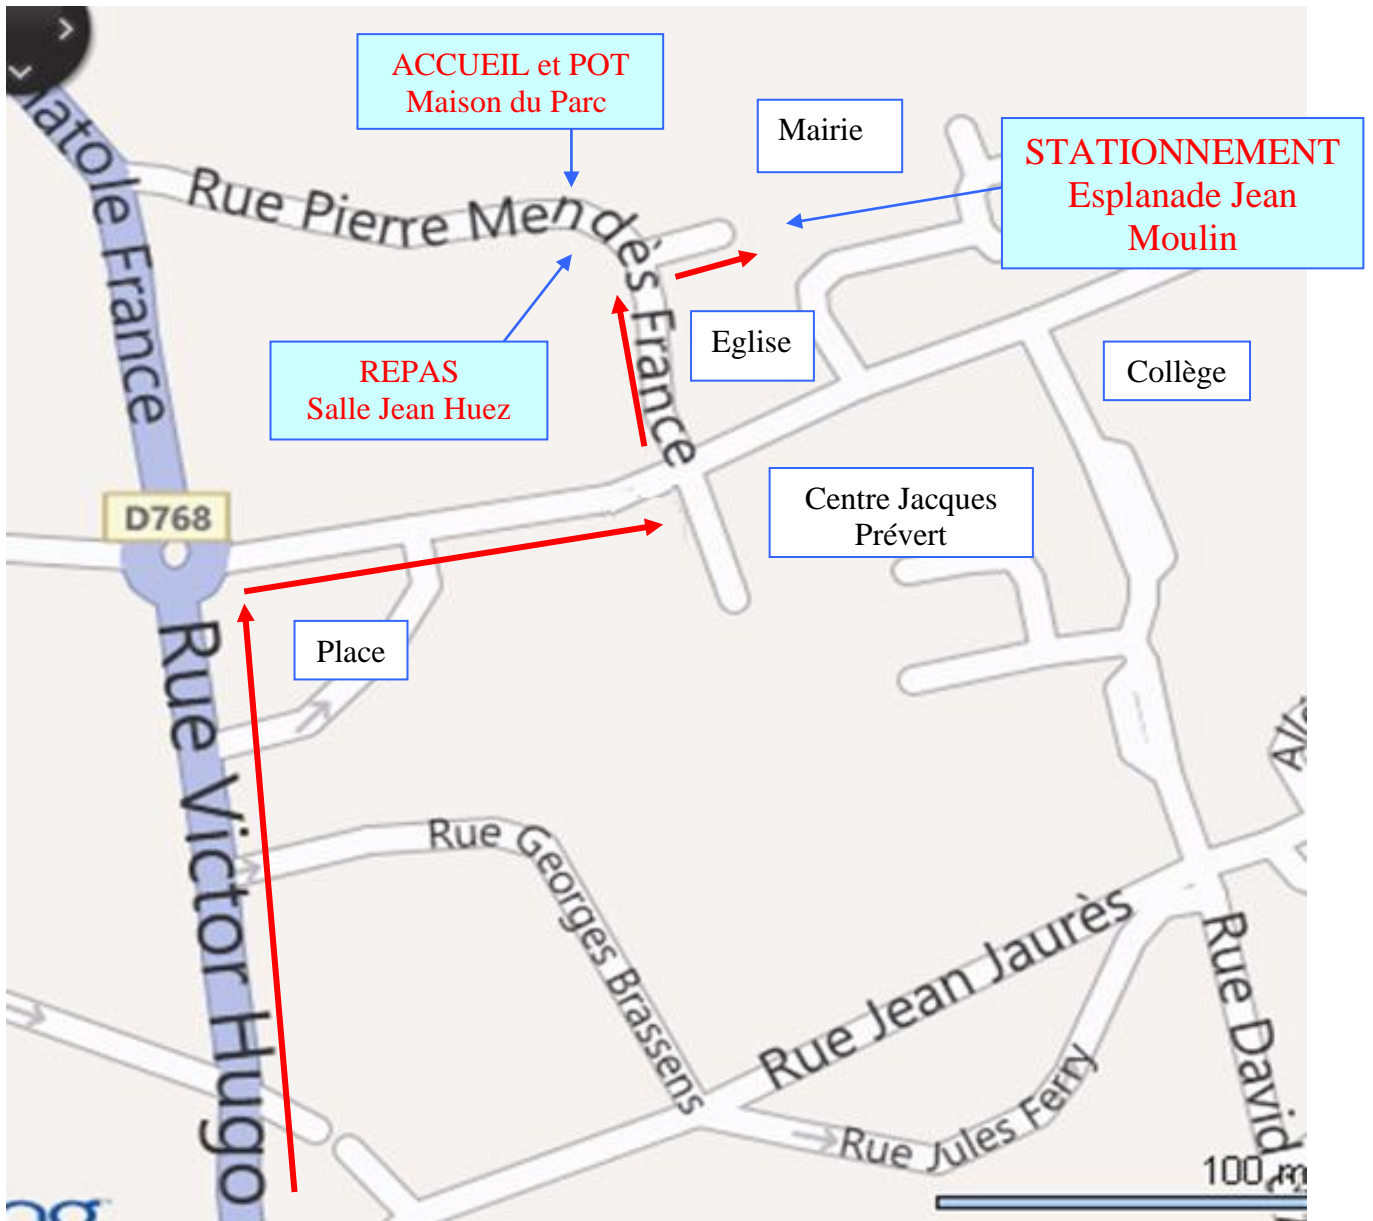 ACCUEIL et POT
Maison du Parc
Mairie
STATIONNEMENT
Esplanade Jean
Moulin
Rue Pierre Mendès France
atole France
Eglise
REPAS
Salle Jean Huez
Collège
Centre Jacques
Prévert
D768
Place
Rue Victor Hugo
Rue Georges Brassens
Rue Jean Jaurès
Rue Jules Ferry
Rue David
100 m